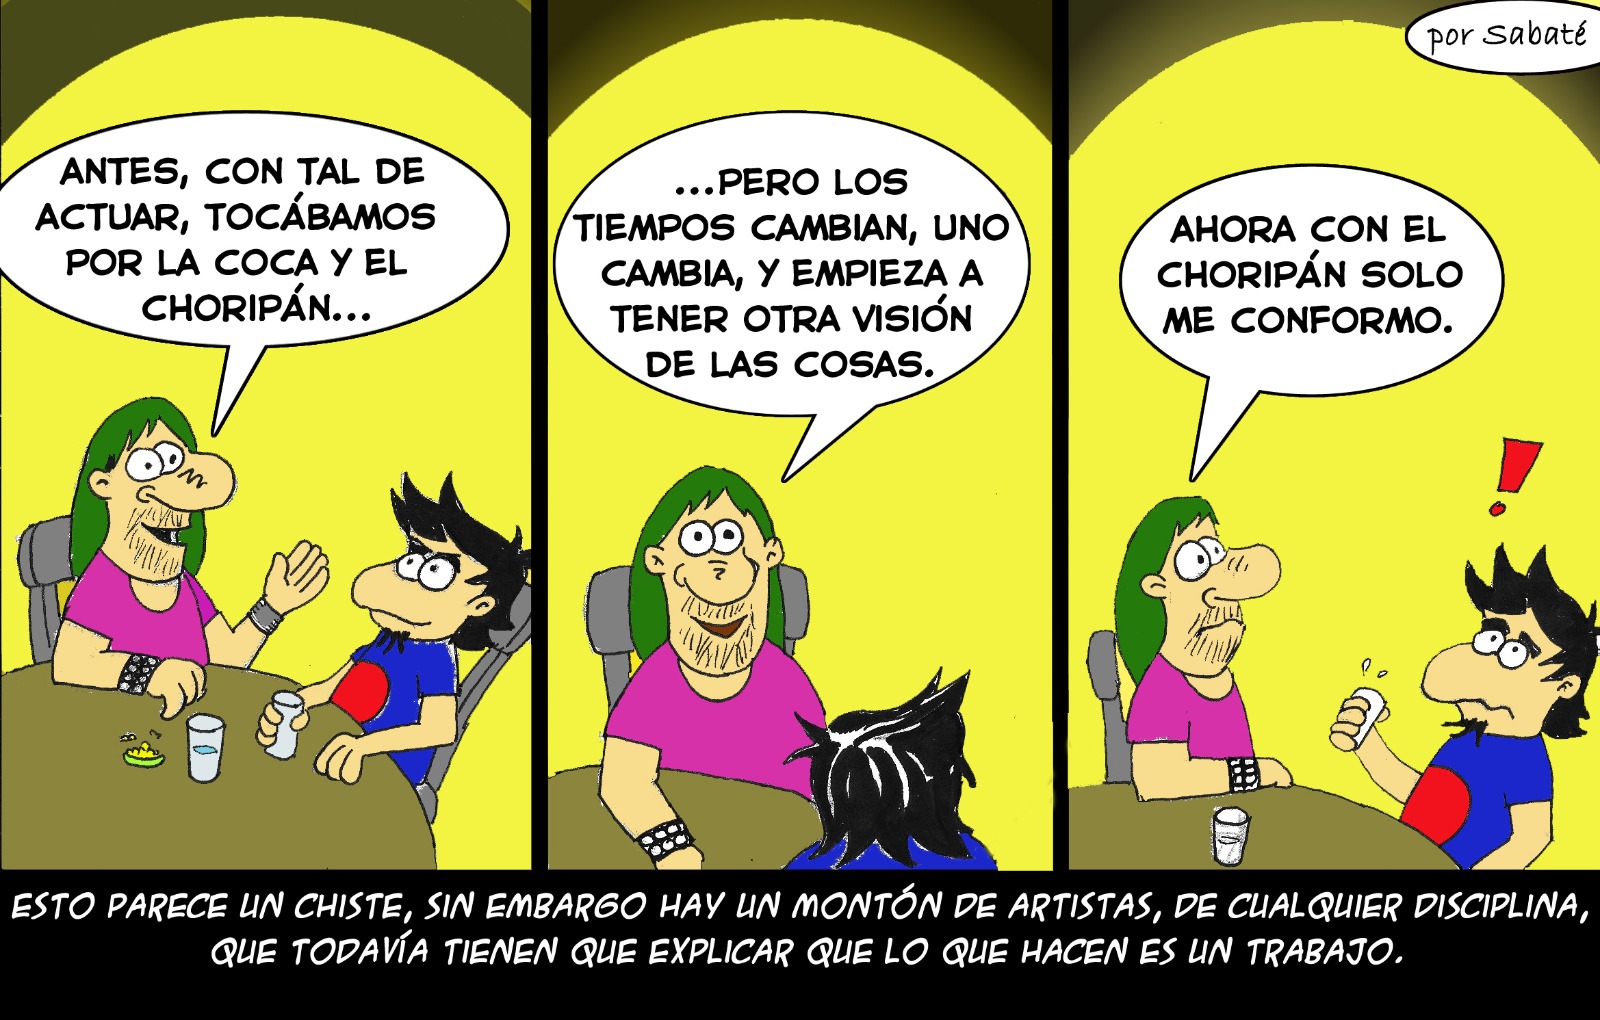 por Sabaté
ANTES, CON TAL DE
ACTUAR, TOCÁBAMOS
POR LA COCA Y EL
CHORIPÁN...
...PERO LOS
TIEMPOS CAMBIAN, UNO
CAMBIA, Y EMPIEZA A
TENER OTRA VISIÓN
DE LAS COSAS.
AHORA CON EL
CHORIPÁN SOLO
ME CONFORMO.
!
ESTO PARECE UN CHISTE, SIN EMBARGO HAY UN MONTÓN DE ARTISTAS, DE CUALQUIER DISCIPLINA,
QUE TODAVÍA TIENEN QUE EXPLICAR QUE LO QUE HACEN ES UN TRABAJO.